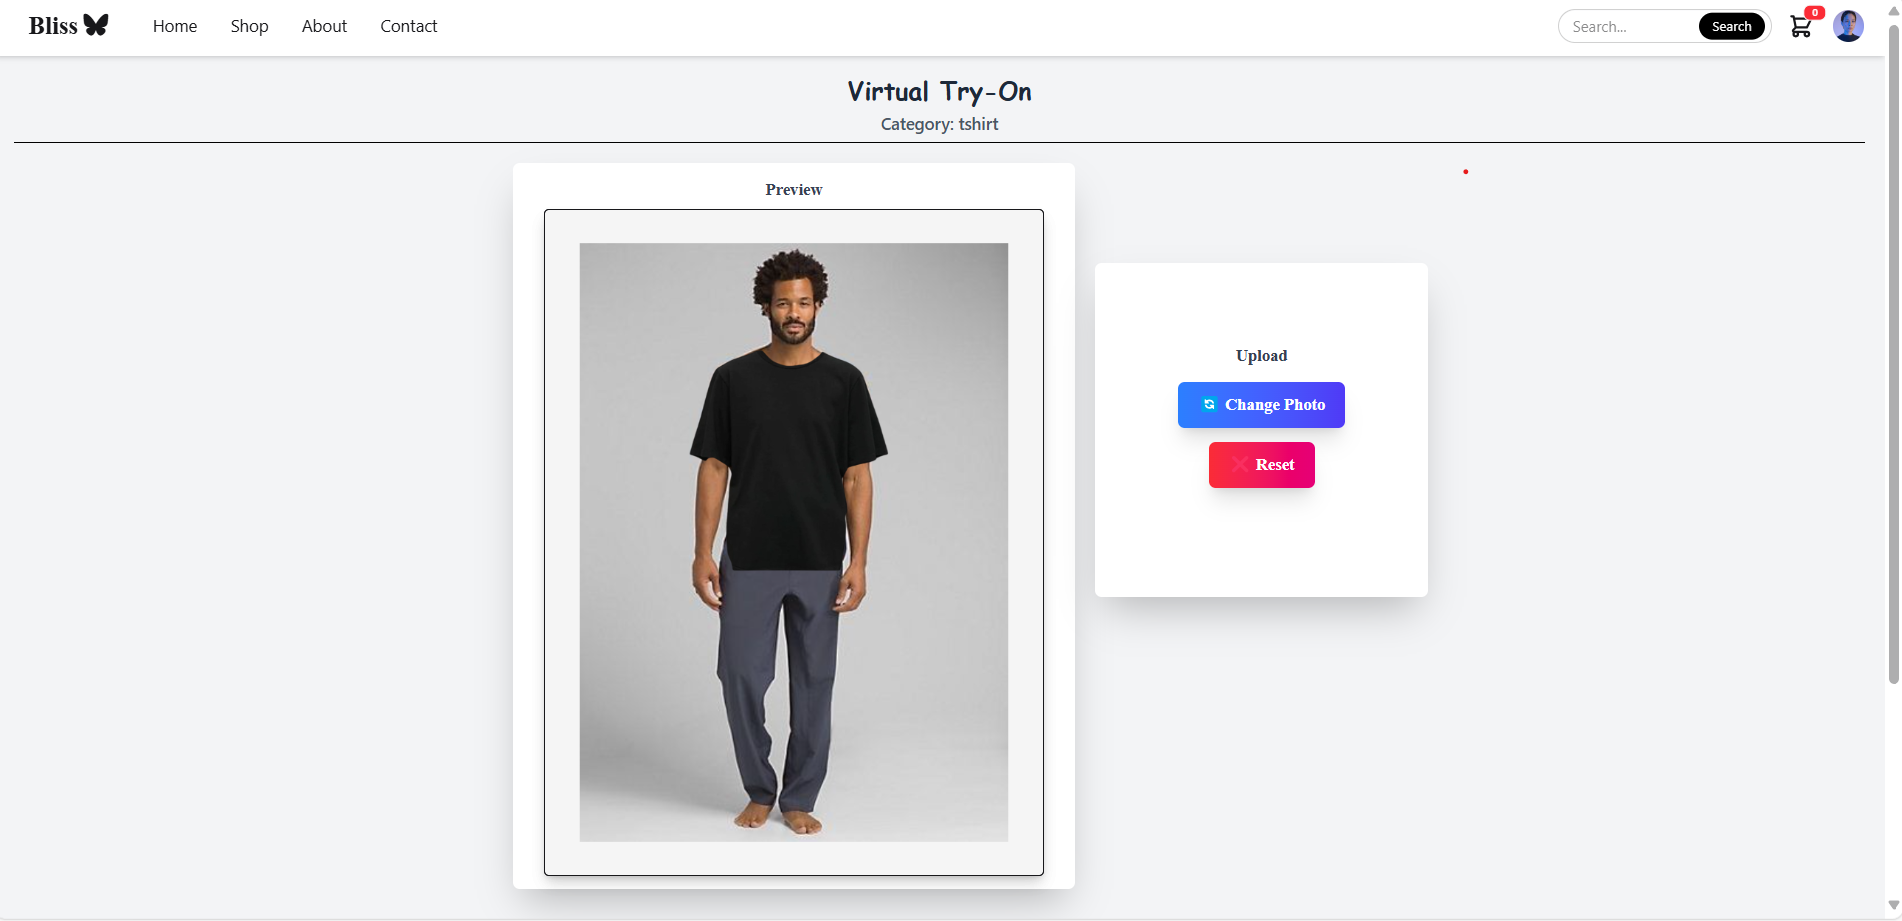 Bliss
Home
Shop
About
Contact
Search...
Search
0
Virtual Try-On
Category: tshirt
Preview
Upload
Change Photo
Reset